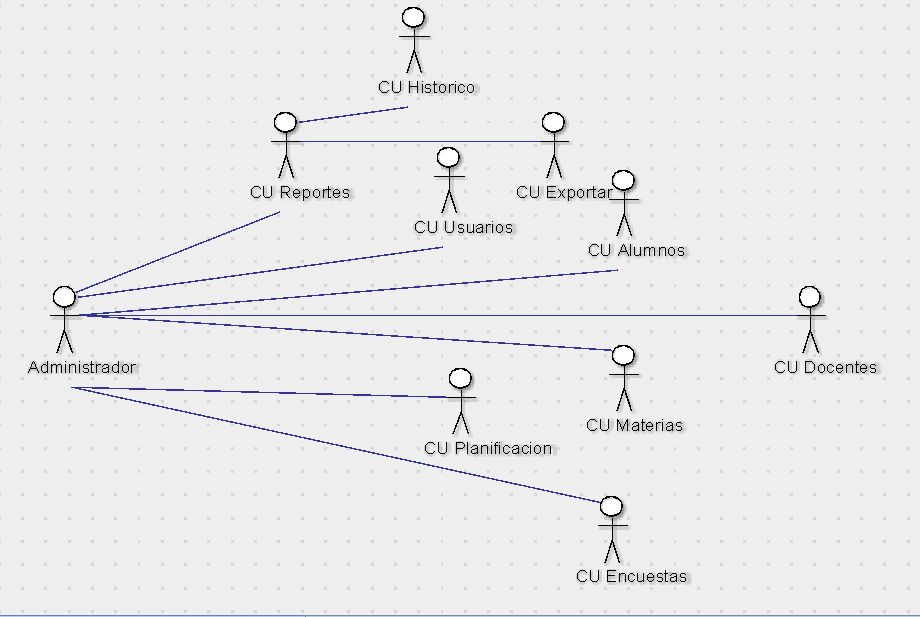 CU Historico
CU Reportes
CU Exportar
CU Usuarios
CU Alumnos
Administrador
CU Docentes
CU Materias
CU Planificacion
CU Encuestas